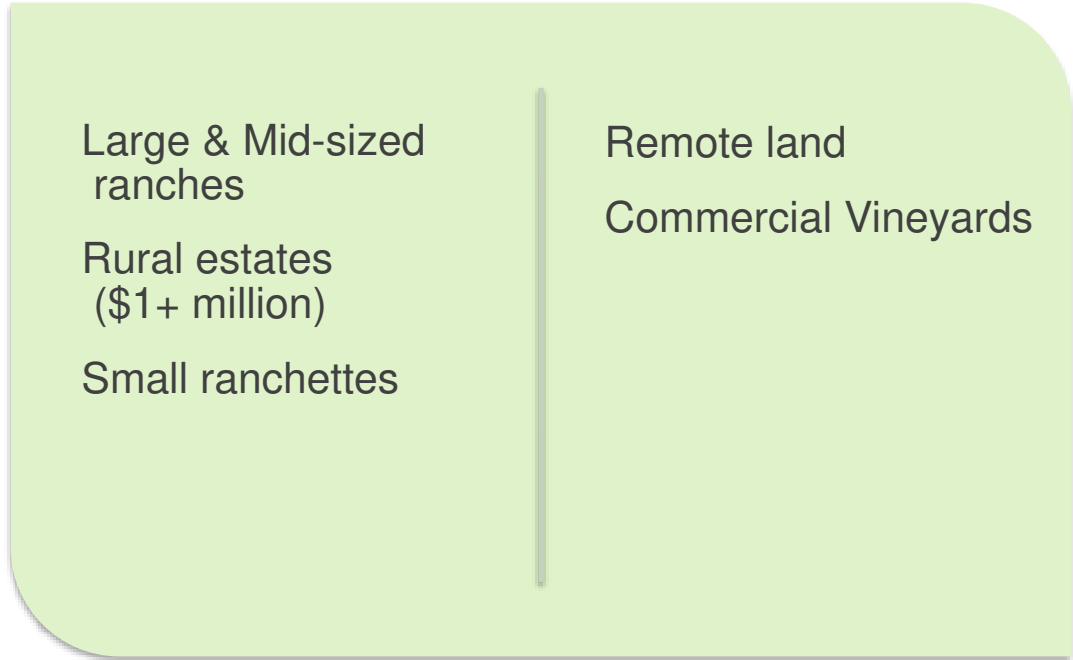 Large & Mid-sized
ranches
Rural estates
($1+ million)
Small ranchettes
Remote land
Commercial Vineyards